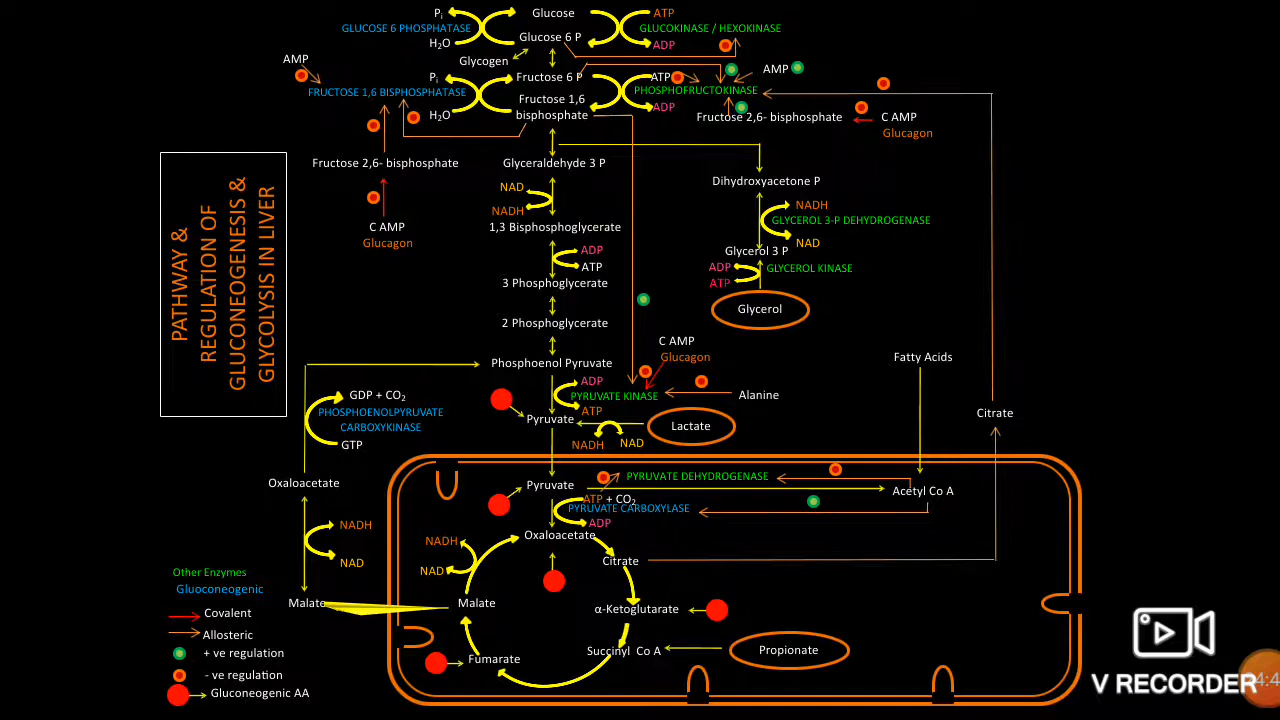 Pi
Glucose
ATP
GLUCOSE 6 PHOSPHATASE
GLUCOKINASE / HEXOKINASE
H2O
Glucose 6 P
ADP
AMP
Glycogen
AMP
Pi
Fructose 6 P
ATP
FRUCTOSE 1,6 BISPHOSPHATASE
PHOSPHOFRUCTOKINASE
Fructose 1,6
bisphosphate
ADP
H2O
Fructose 2,6- bisphosphate
C AMP
Glucagon
Fructose 2,6- bisphosphate
Glyceraldehyde 3 P
Dihydroxyacetone P
NAD
NADH
NADH
C AMP
Glucagon
1,3 Bisphosphoglycerate
GLYCEROL 3-P DEHYDROGENASE
NAD
ADP
ATP
Glycerol 3 P
ADP
GLYCEROL KINASE
ATP
3 Phosphoglycerate
Glycerol
2 Phosphoglycerate
PATHWAY &
REGULATION OF
GLUCONEOGENESIS &
GLYCOLYSIS IN LIVER
C AMP
Glucagon
Fatty Acids
Phosphoenol Pyruvate
ADP
PYRUVATE KINASE
Alanine
ATP
GDP + CO2
PHOSPHOENOLPYRUVATE
CARBOXYKINASE
GTP
Pyruvate
Lactate
NADH
NAD
Citrate
Oxaloacetate
Pyruvate
PYRUVATE DEHYDROGENASE
Acetyl Co A
ATP + CO2
PYRUVATE CARBOXYLASE
ADP
NADH
NAD
Oxaloacetate
NADH
NAD
Citrate
Malate
Malate
α-Ketoglutarate
Succinyl Co A
Propionate
Fumarate
Other Enzymes
Gluoconeogenic
Covalent
Allosteric
+ ve regulation
- ve regulation
Gluconeogenic AA
V RECORDER
4:4